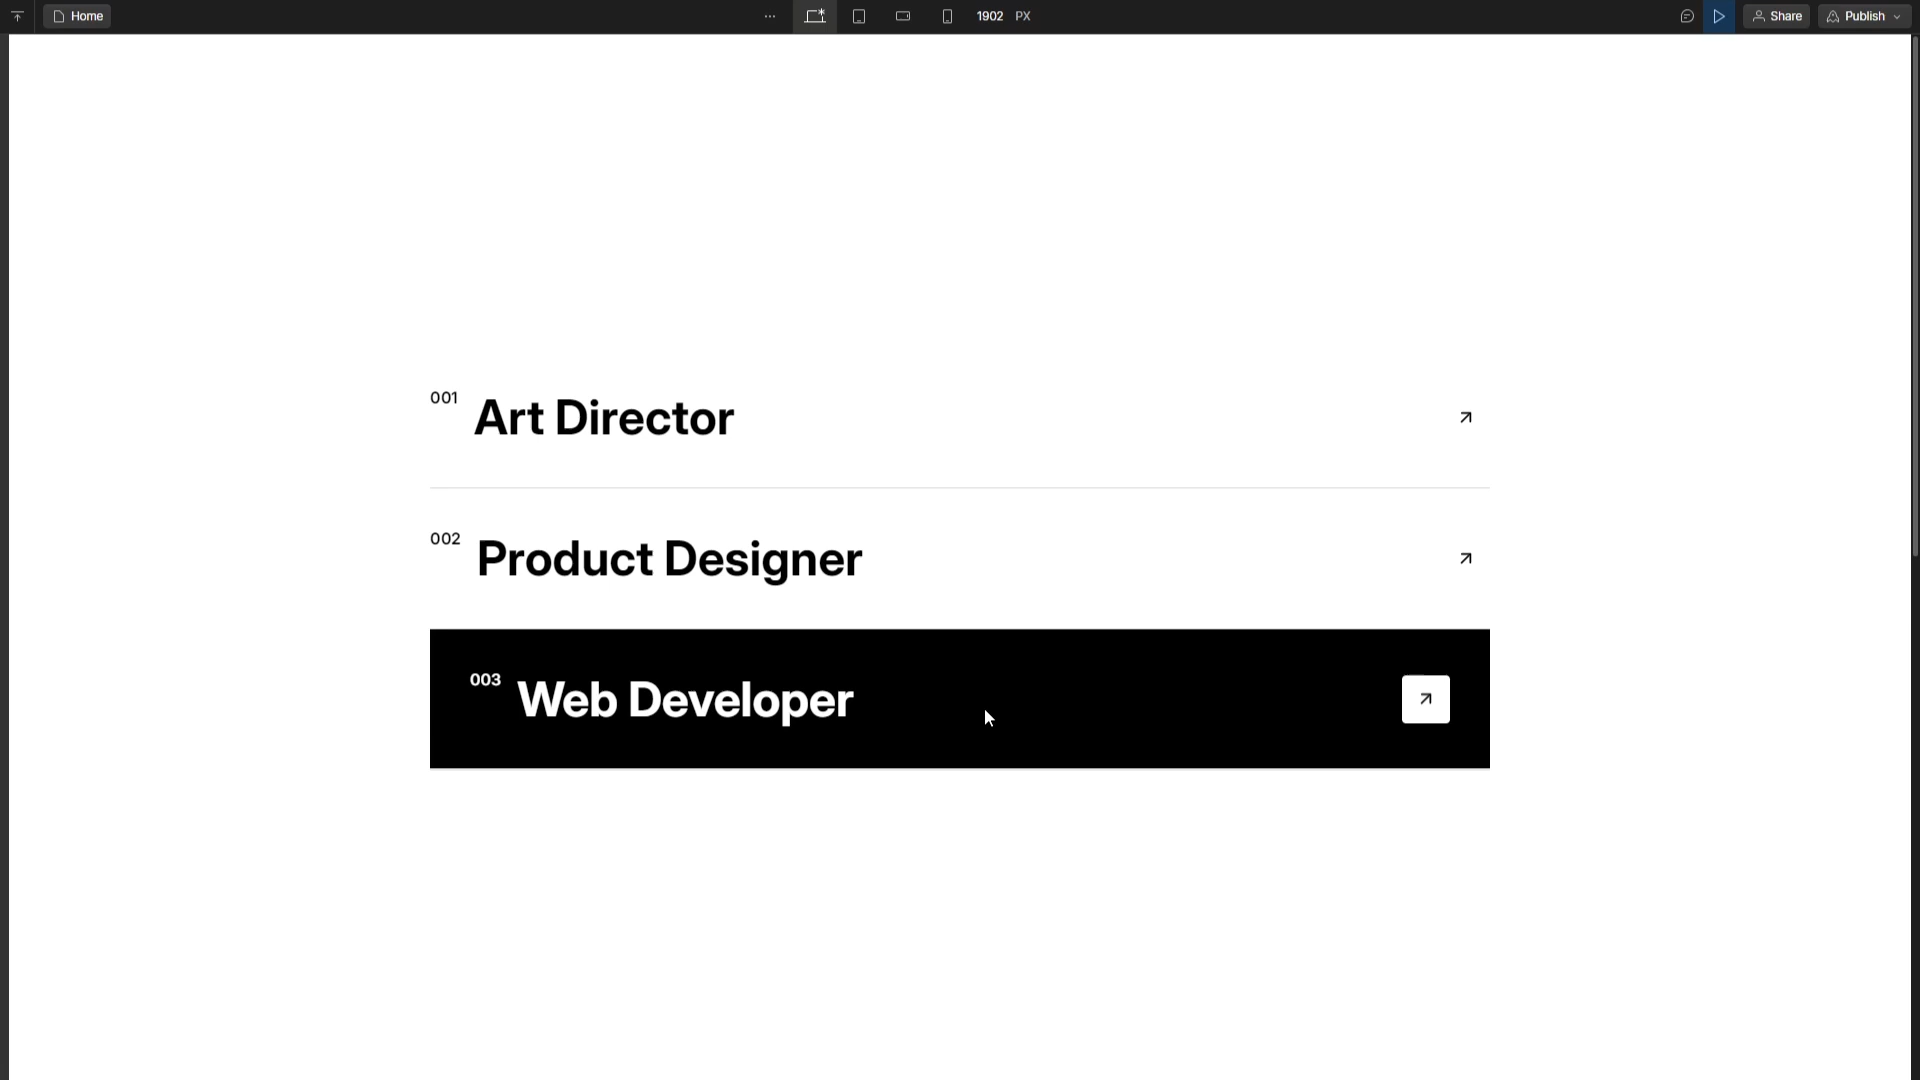 Home
1902 PX
Share
Publish
001 Art Director
002 Product Designer
003 Web Developer